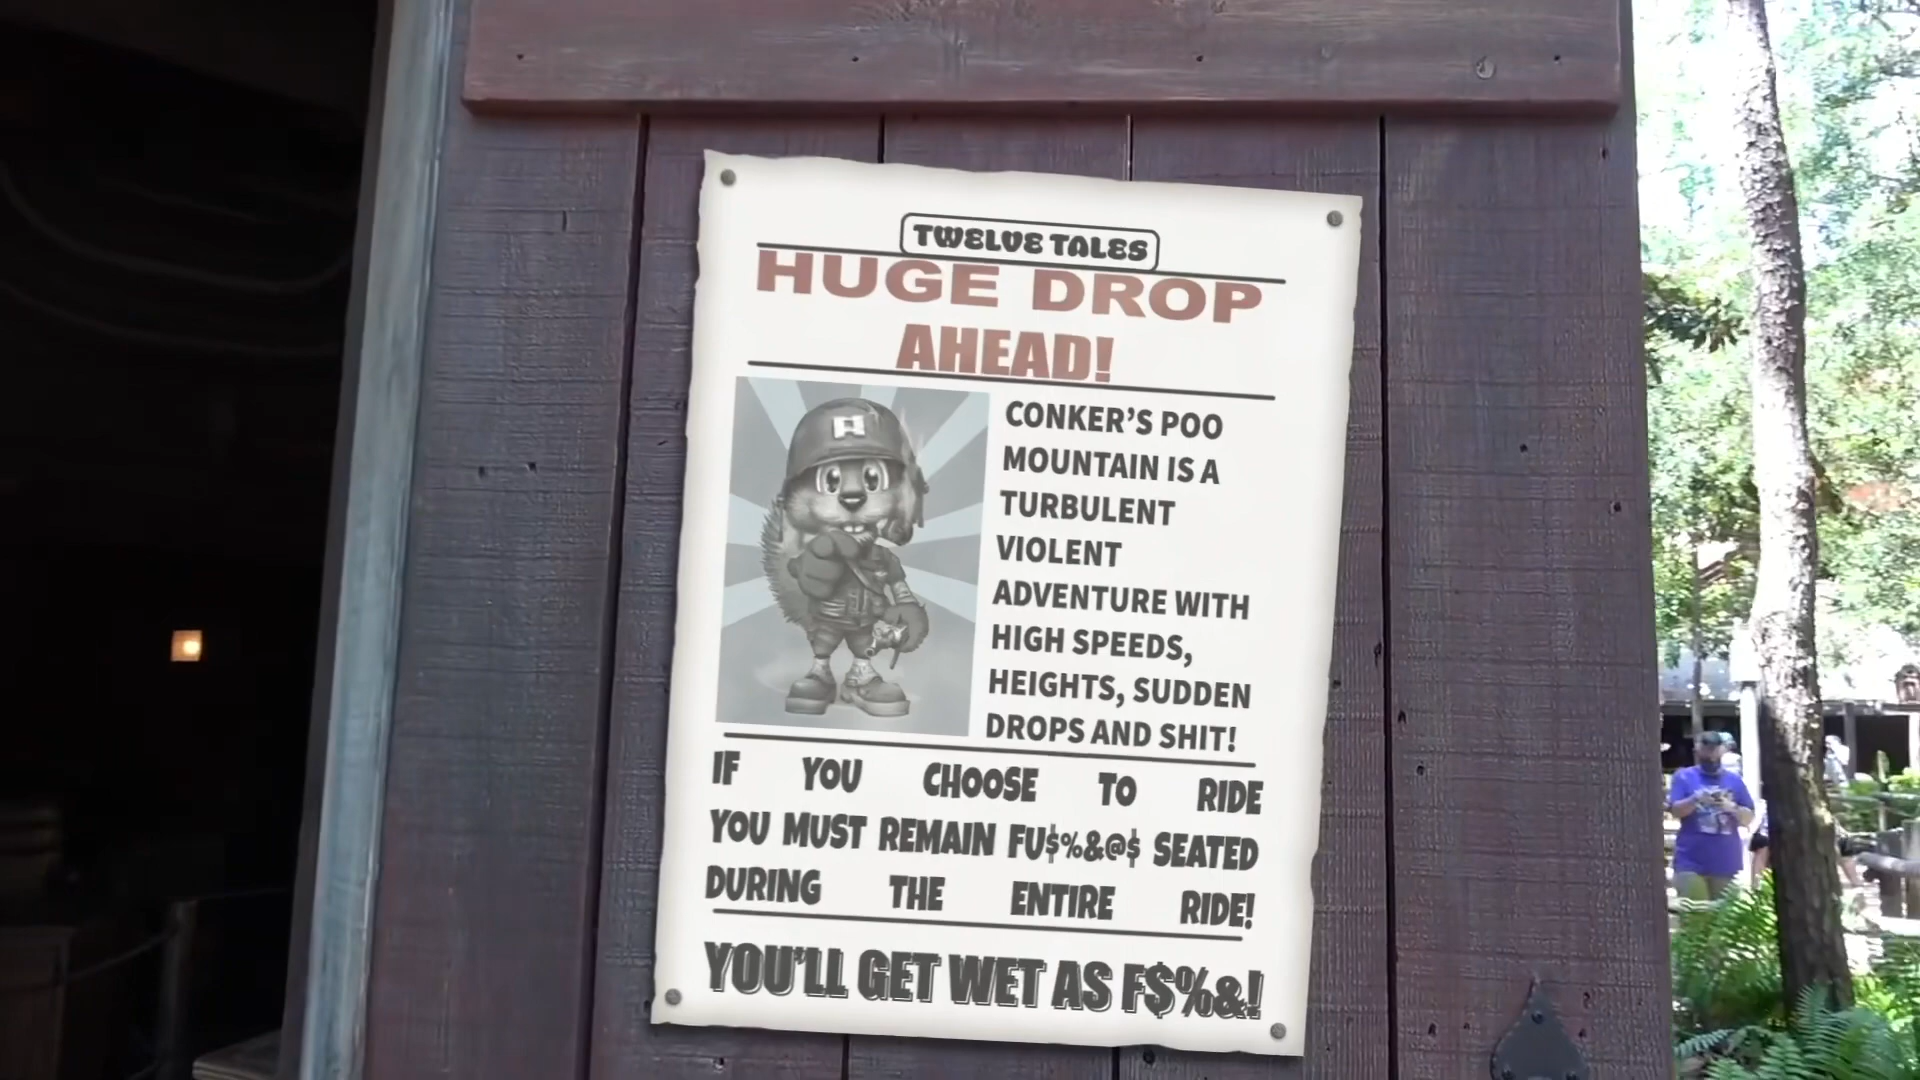 TWELVE TALES
HUGE DROP
AHEAD!
CONKER’S POO
MOUNTAIN IS A
TURBULENT
VIOLENT
ADVENTURE WITH
HIGH SPEEDS,
HEIGHTS, SUDDEN
DROPS AND SHIT!
IF YOU CHOOSE TO RIDE
YOU MUST REMAIN FU$%&@$ SEATED
DURING THE ENTIRE RIDE!
YOU’LL GET WET AS F$%&!